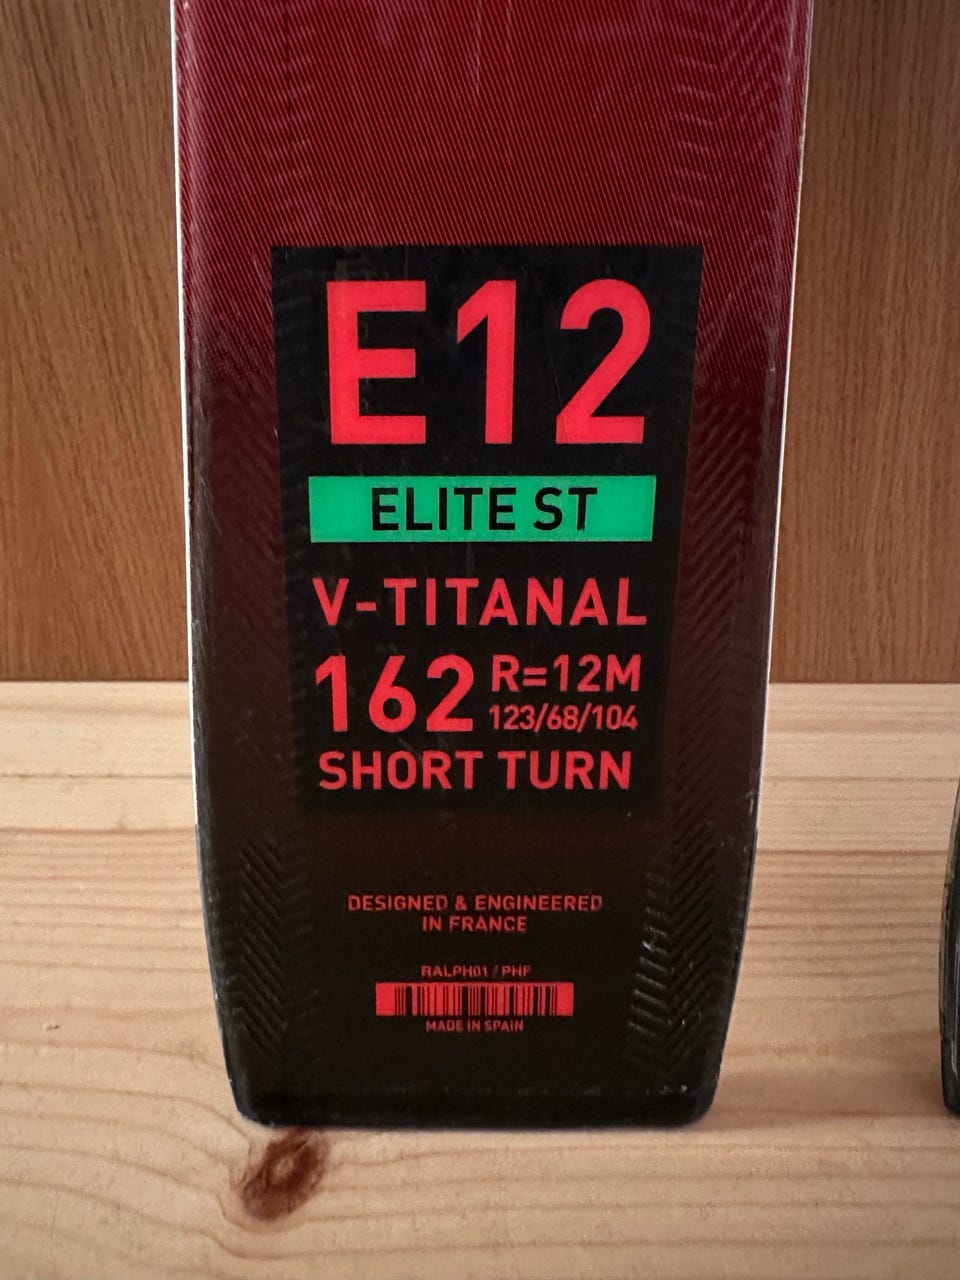 E12
ELITE ST
V-TITANAL
162 R=12M
123/68/104
SHORT TURN
DESIGNED & ENGINEERED
IN FRANCE
RALPH01 / PHF
MADE IN SPAIN